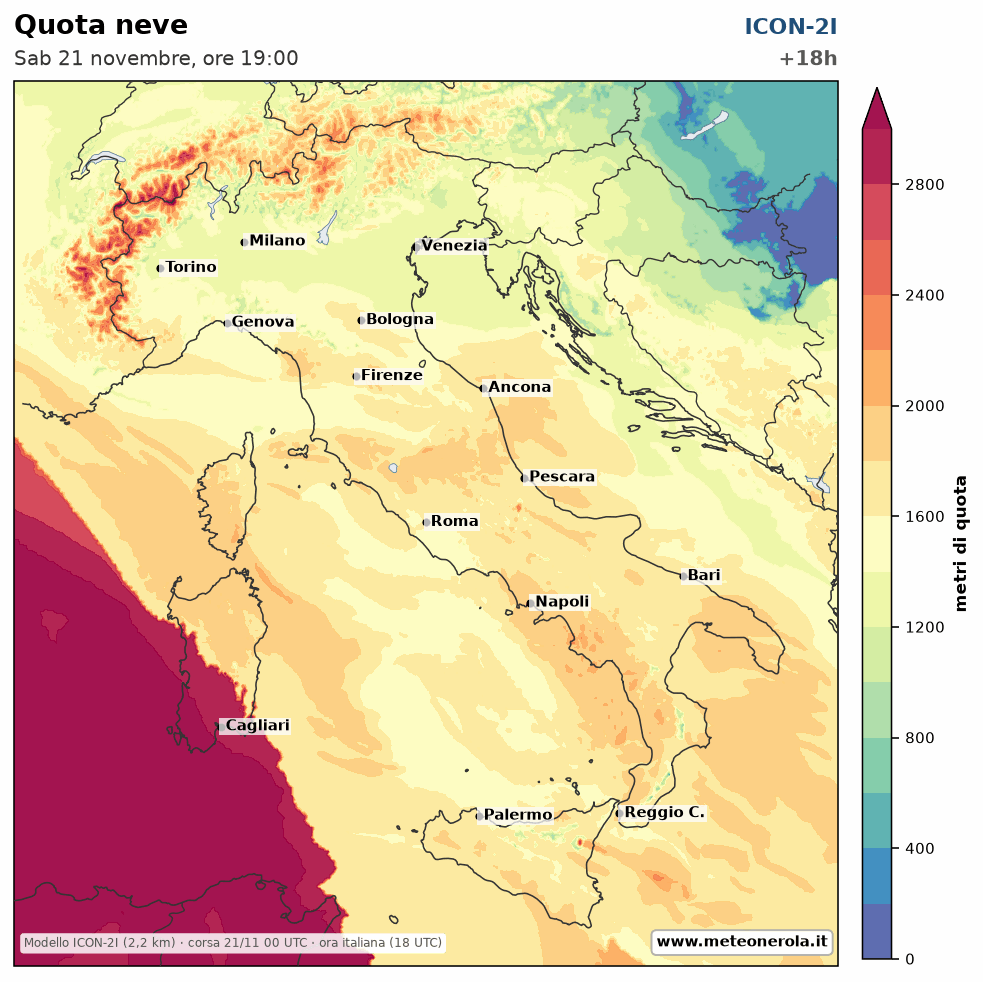 Quota neve
ICON-2I
Sab 21 novembre, ore 19:00
+18h
Milano
Venezia
Torino
Genova
Bologna
Firenze
Ancona
Pescara
Roma
Bari
Napoli
Cagliari
Palermo
Reggio C.
2800
2400
2000
1600
1200
800
400
0
metri di quota
Modello ICON-2I (2,2 km) · corsa 21/11 00 UTC · ora italiana (18 UTC)
www.meteonerola.it